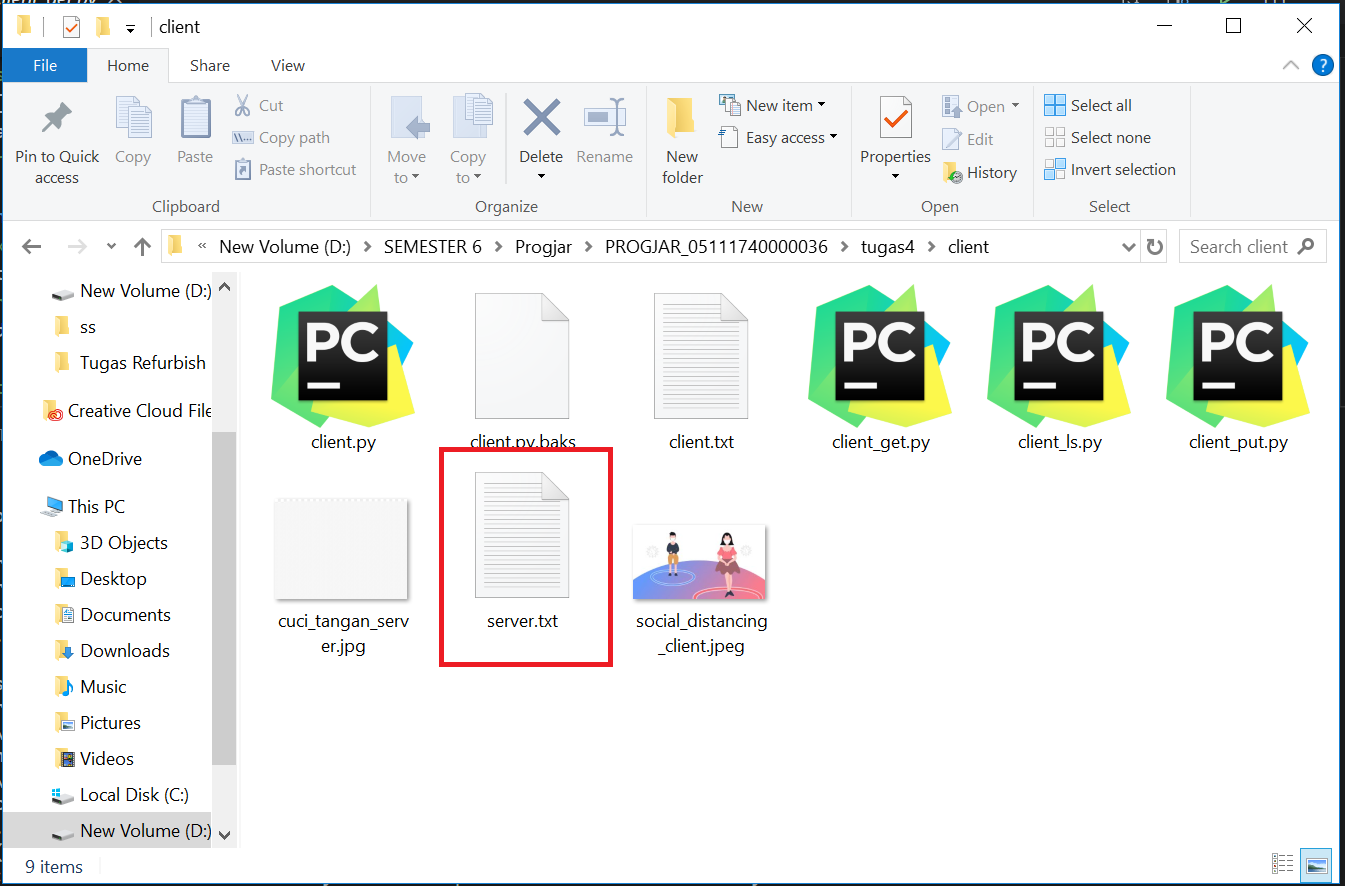 client
File Home Share View
Pin to Quick access
Copy
Paste
Cut
Copy path
Paste shortcut
Clipboard
Move to
Copy to
Delete
Rename
Organize
New folder
New item
Easy access
New
Properties
Open
Edit
History
Open
Select all
Select none
Invert selection
Select
« New Volume (D:) > SEMESTER 6 > Progjar > PROGJAR_05111740000036 > tugas4 > client
Search client
New Volume (D:)
ss
Tugas Refurbish
Creative Cloud File
OneDrive
This PC
3D Objects
Desktop
Documents
Downloads
Music
Pictures
Videos
Local Disk (C:)
New Volume (D:)
PC
client.py
client.py.baks
client.txt
PC
client_get.py
PC
client_ls.py
PC
client_put.py
cuci_tangan_serv
er.jpg
server.txt
social_distancing
_client.jpeg
9 items